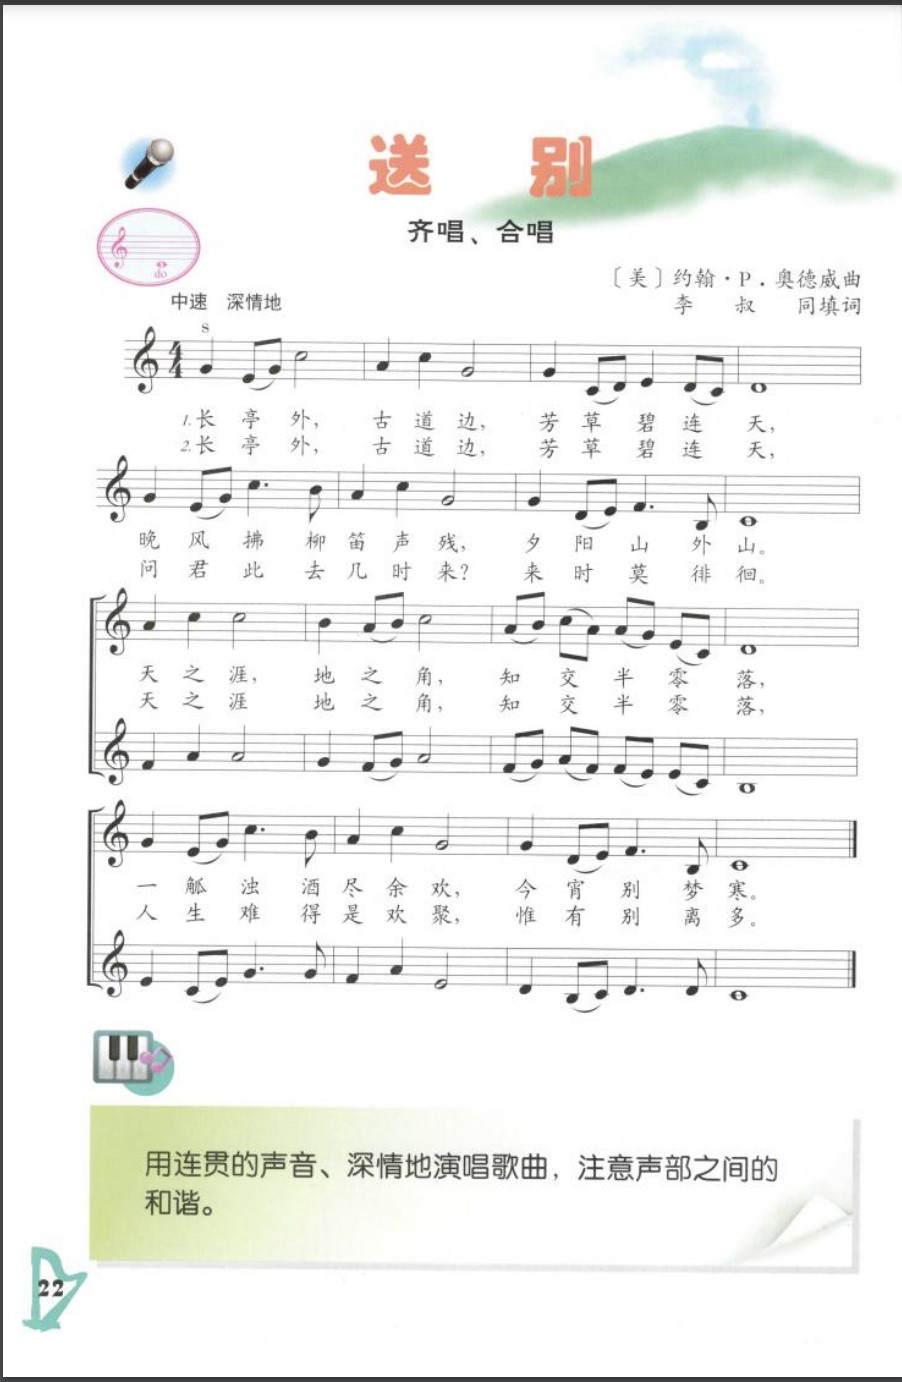 送 别
齐唱、合唱
do
〔美〕约翰·P.奥德威曲
中速 深情地
李 叔 同填词
s
4
4
1.长 亭 外, 古 道 边, 芳 草 碧 连 天,
2.长 亭 外, 古 道 边, 芳 草 碧 连 天,
晚 风 拂 柳 笛 声 残, 夕 阳 山 外 山。
问 君 此 去 几 时 来? 来 时 莫 徘 徊。
天 之 涯, 地 之 角, 知 交 半 零 落,
天 之 涯 地 之 角, 知 交 半 零 落,
一 觚 浊 酒 尽 余 欢, 今 宵 别 梦 寒。
人 生 难 得 是 欢 聚, 惟 有 别 离 多。
用连贯的声音、深情地演唱歌曲,注意声部之间的
和谐。
22